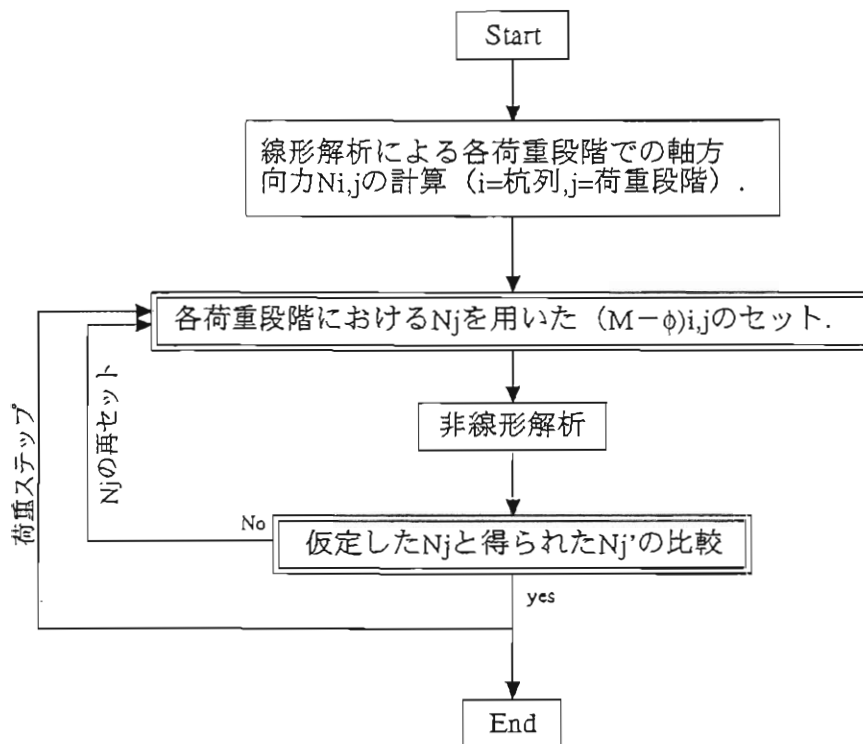 Start
線形解析による各荷重段階での軸方
向力Ni,jの計算（i=杭列,j=荷重段階）.
各荷重段階におけるNjを用いた（M－φ)i,jのセット.
非線形解析
荷重ステップ
Njの再セット
No
仮定したNjと得られたNj’の比較
yes
End